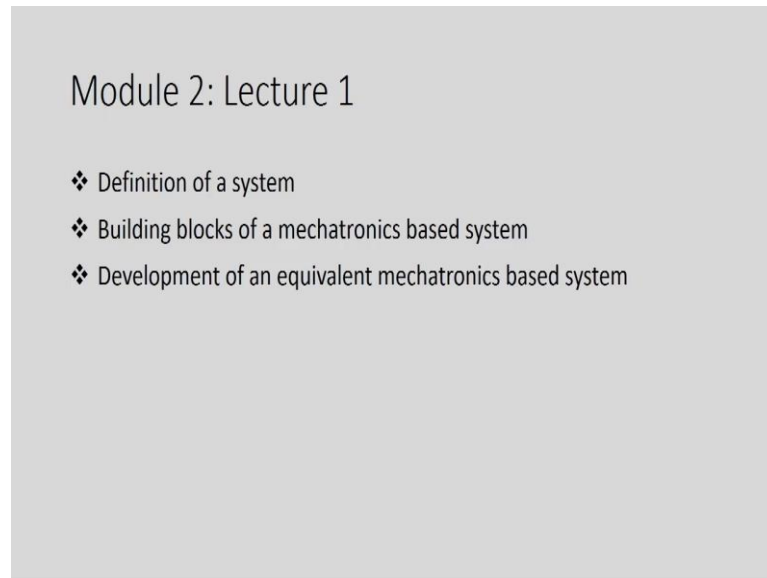 Module 2: Lecture 1
❖ Definition of a system
❖ Building blocks of a mechatronics based system
❖ Development of an equivalent mechatronics based system